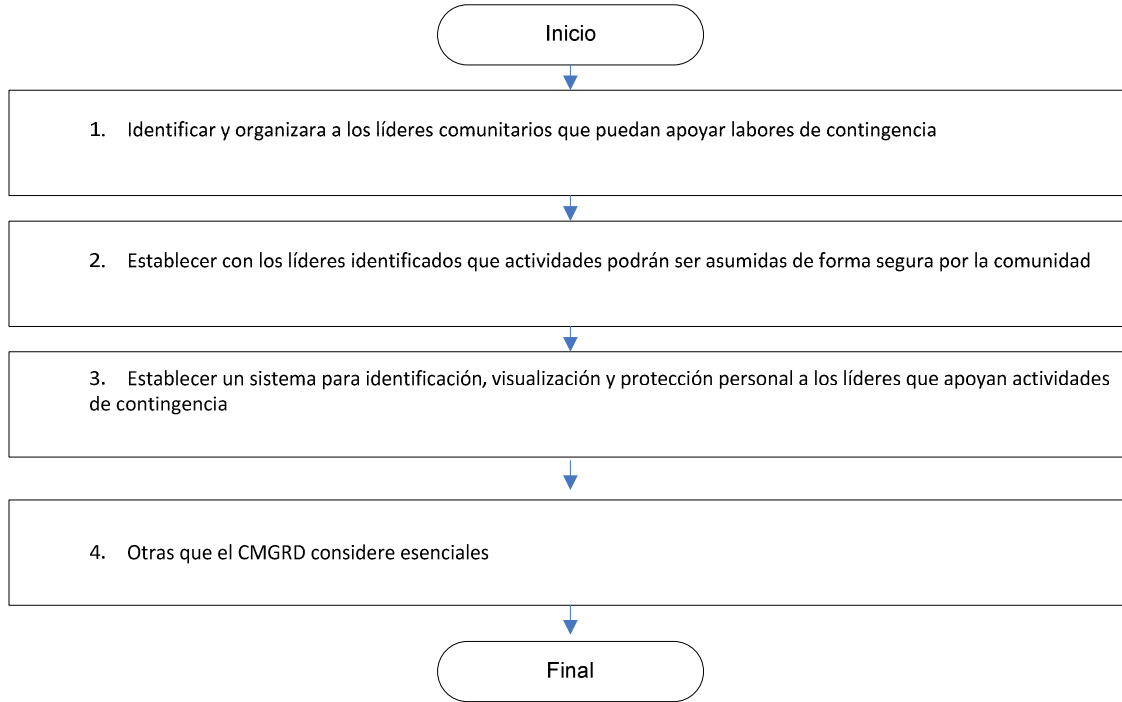 Inicio
1. Identificar y organizara a los líderes comunitarios que puedan apoyar labores de contingencia
2. Establecer con los líderes identificados que actividades podrán ser asumidas de forma segura por la comunidad
3. Establecer un sistema para identificación, visualización y protección personal a los líderes que apoyan actividades
de contingencia
4. Otras que el CMGRD considere esenciales
Final